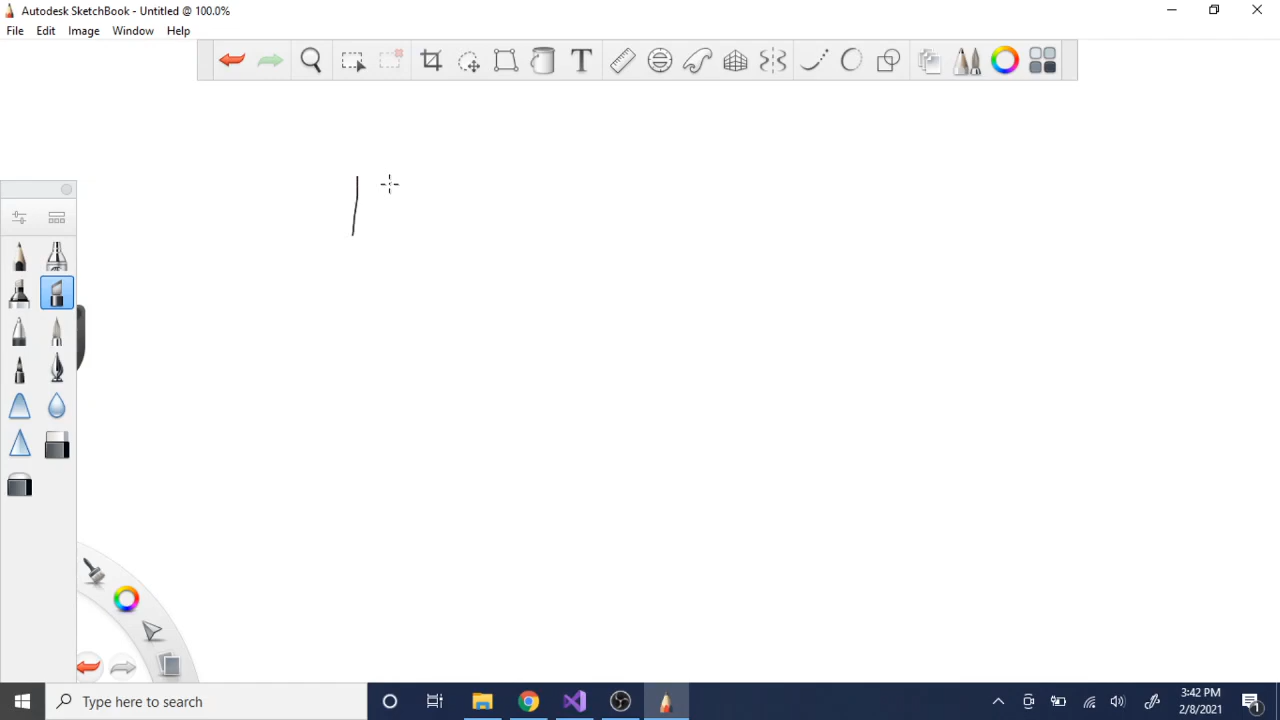 Autodesk SketchBook - Untitled @ 100.0%
File Edit Image Window Help
T
Type here to search
3:42 PM
2/8/2021
1